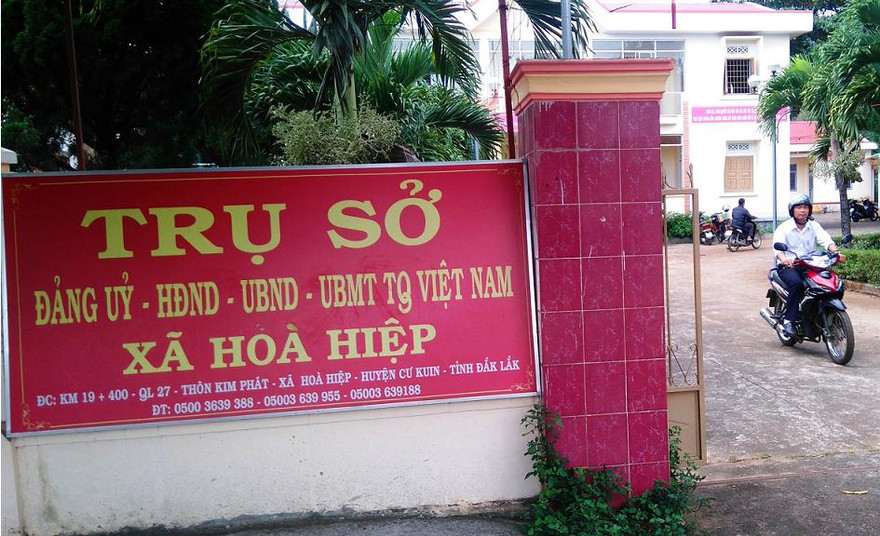 TRỤ SỞ
ĐẢNG UỶ - HĐND - UBND - UBMT TQ VIỆT NAM
XÃ HOÀ HIỆP
ĐC: KM 19 + 400 - QL 27 - THÔN KIM PHÁT - XÃ HOÀ HIỆP - HUYỆN CƯ KUIN - TỈNH ĐẮK LẮK
ĐT: 0500 3639 388 - 05003 639 955 - 05003 639188